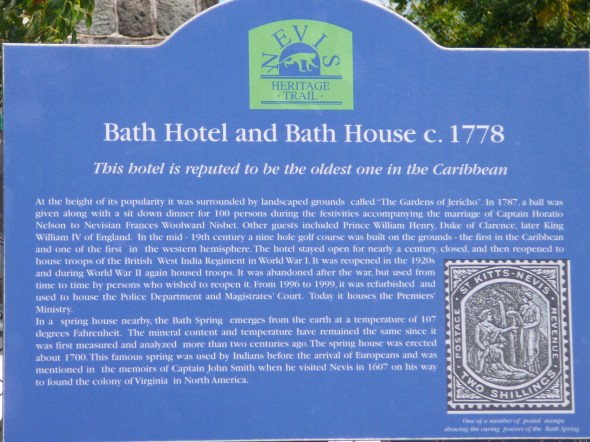 NEVIS
HERITAGE
· TRAIL ·
Bath Hotel and Bath House c. 1778
This hotel is reputed to be the oldest one in the Caribbean
At the height of its popularity it was surrounded by landscaped grounds called "The Gardens of Jericho". In 1787, a ball was
given along with a sit down dinner for 100 persons during the festivities accompanying the marriage of Captain Horatio
Nelson to Nevisian Frances Woolward Nisbet. Other guests included Prince William Henry, Duke of Clarence, later King
William IV of England. In the mid - 19th century a nine hole golf course was built on the grounds - the first in the Caribbean
and one of the first in the western hemisphere. The hotel stayed open for nearly a century, closed, and then reopened to
house troops of the British West India Regiment in World War I. It was reopened in the 1920s
and during World War II again housed troops. It was abandoned after the war, but used from
time to time by persons who wished to reopen it. From 1996 to 1999, it was refurbished and
used to house the Police Department and Magistrates' Court. Today it houses the Premiers'
Ministry.
In a spring house nearby, the Bath Spring emerges from the earth at a temperature of 107
degrees Fahrenheit. The mineral content and temperature have remained the same since it
was first measured and analyzed more than two centuries ago. The spring house was erected
about 1700. This famous spring was used by Indians before the arrival of Europeans and was
mentioned in the memoirs of Captain John Smith when he visited Nevis in 1607 on his way
to found the colony of Virginia in North America.
ST KITTS-NEVIS
POSTAGE
REVENUE
TWO SHILLINGS
One of a number of postal stamps
showing the curing powers of the Bath Spring